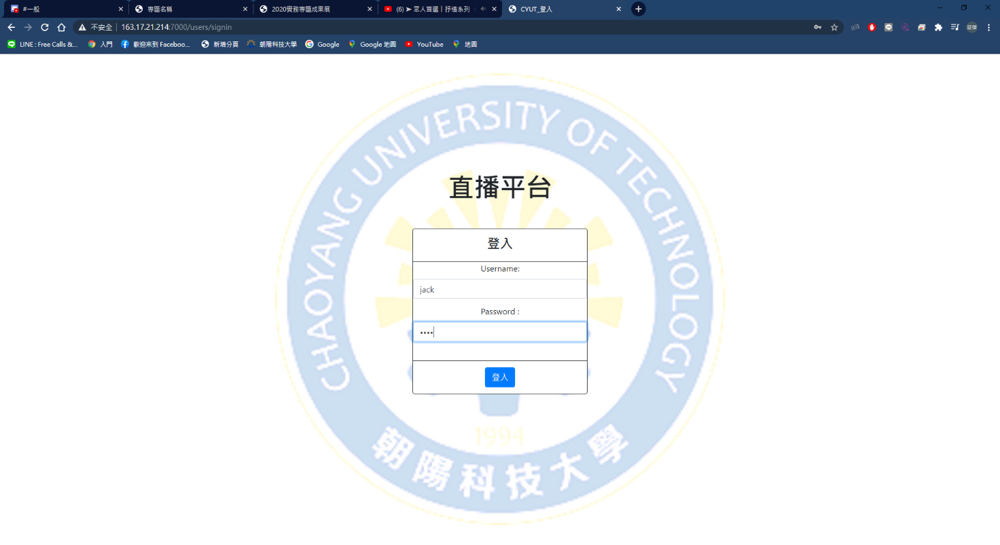 #一般
專題名稱
2020實務專題成果展
(6) ➤ 眾人首選丨抒情系列
CYUT_登入
不安全 | 163.17.21.214:7000/users/signin
証傑
LINE : Free Calls &...
入門
歡迎來到 Faceboo...
新增分頁
朝陽科技大學
Google
Google 地圖
YouTube
地圖
CHAOYANG UNIVERSITY OF TECHNOLOGY
直播平台
登入
Username:
jack
Password :
••••
登入
1994
朝陽科技大學